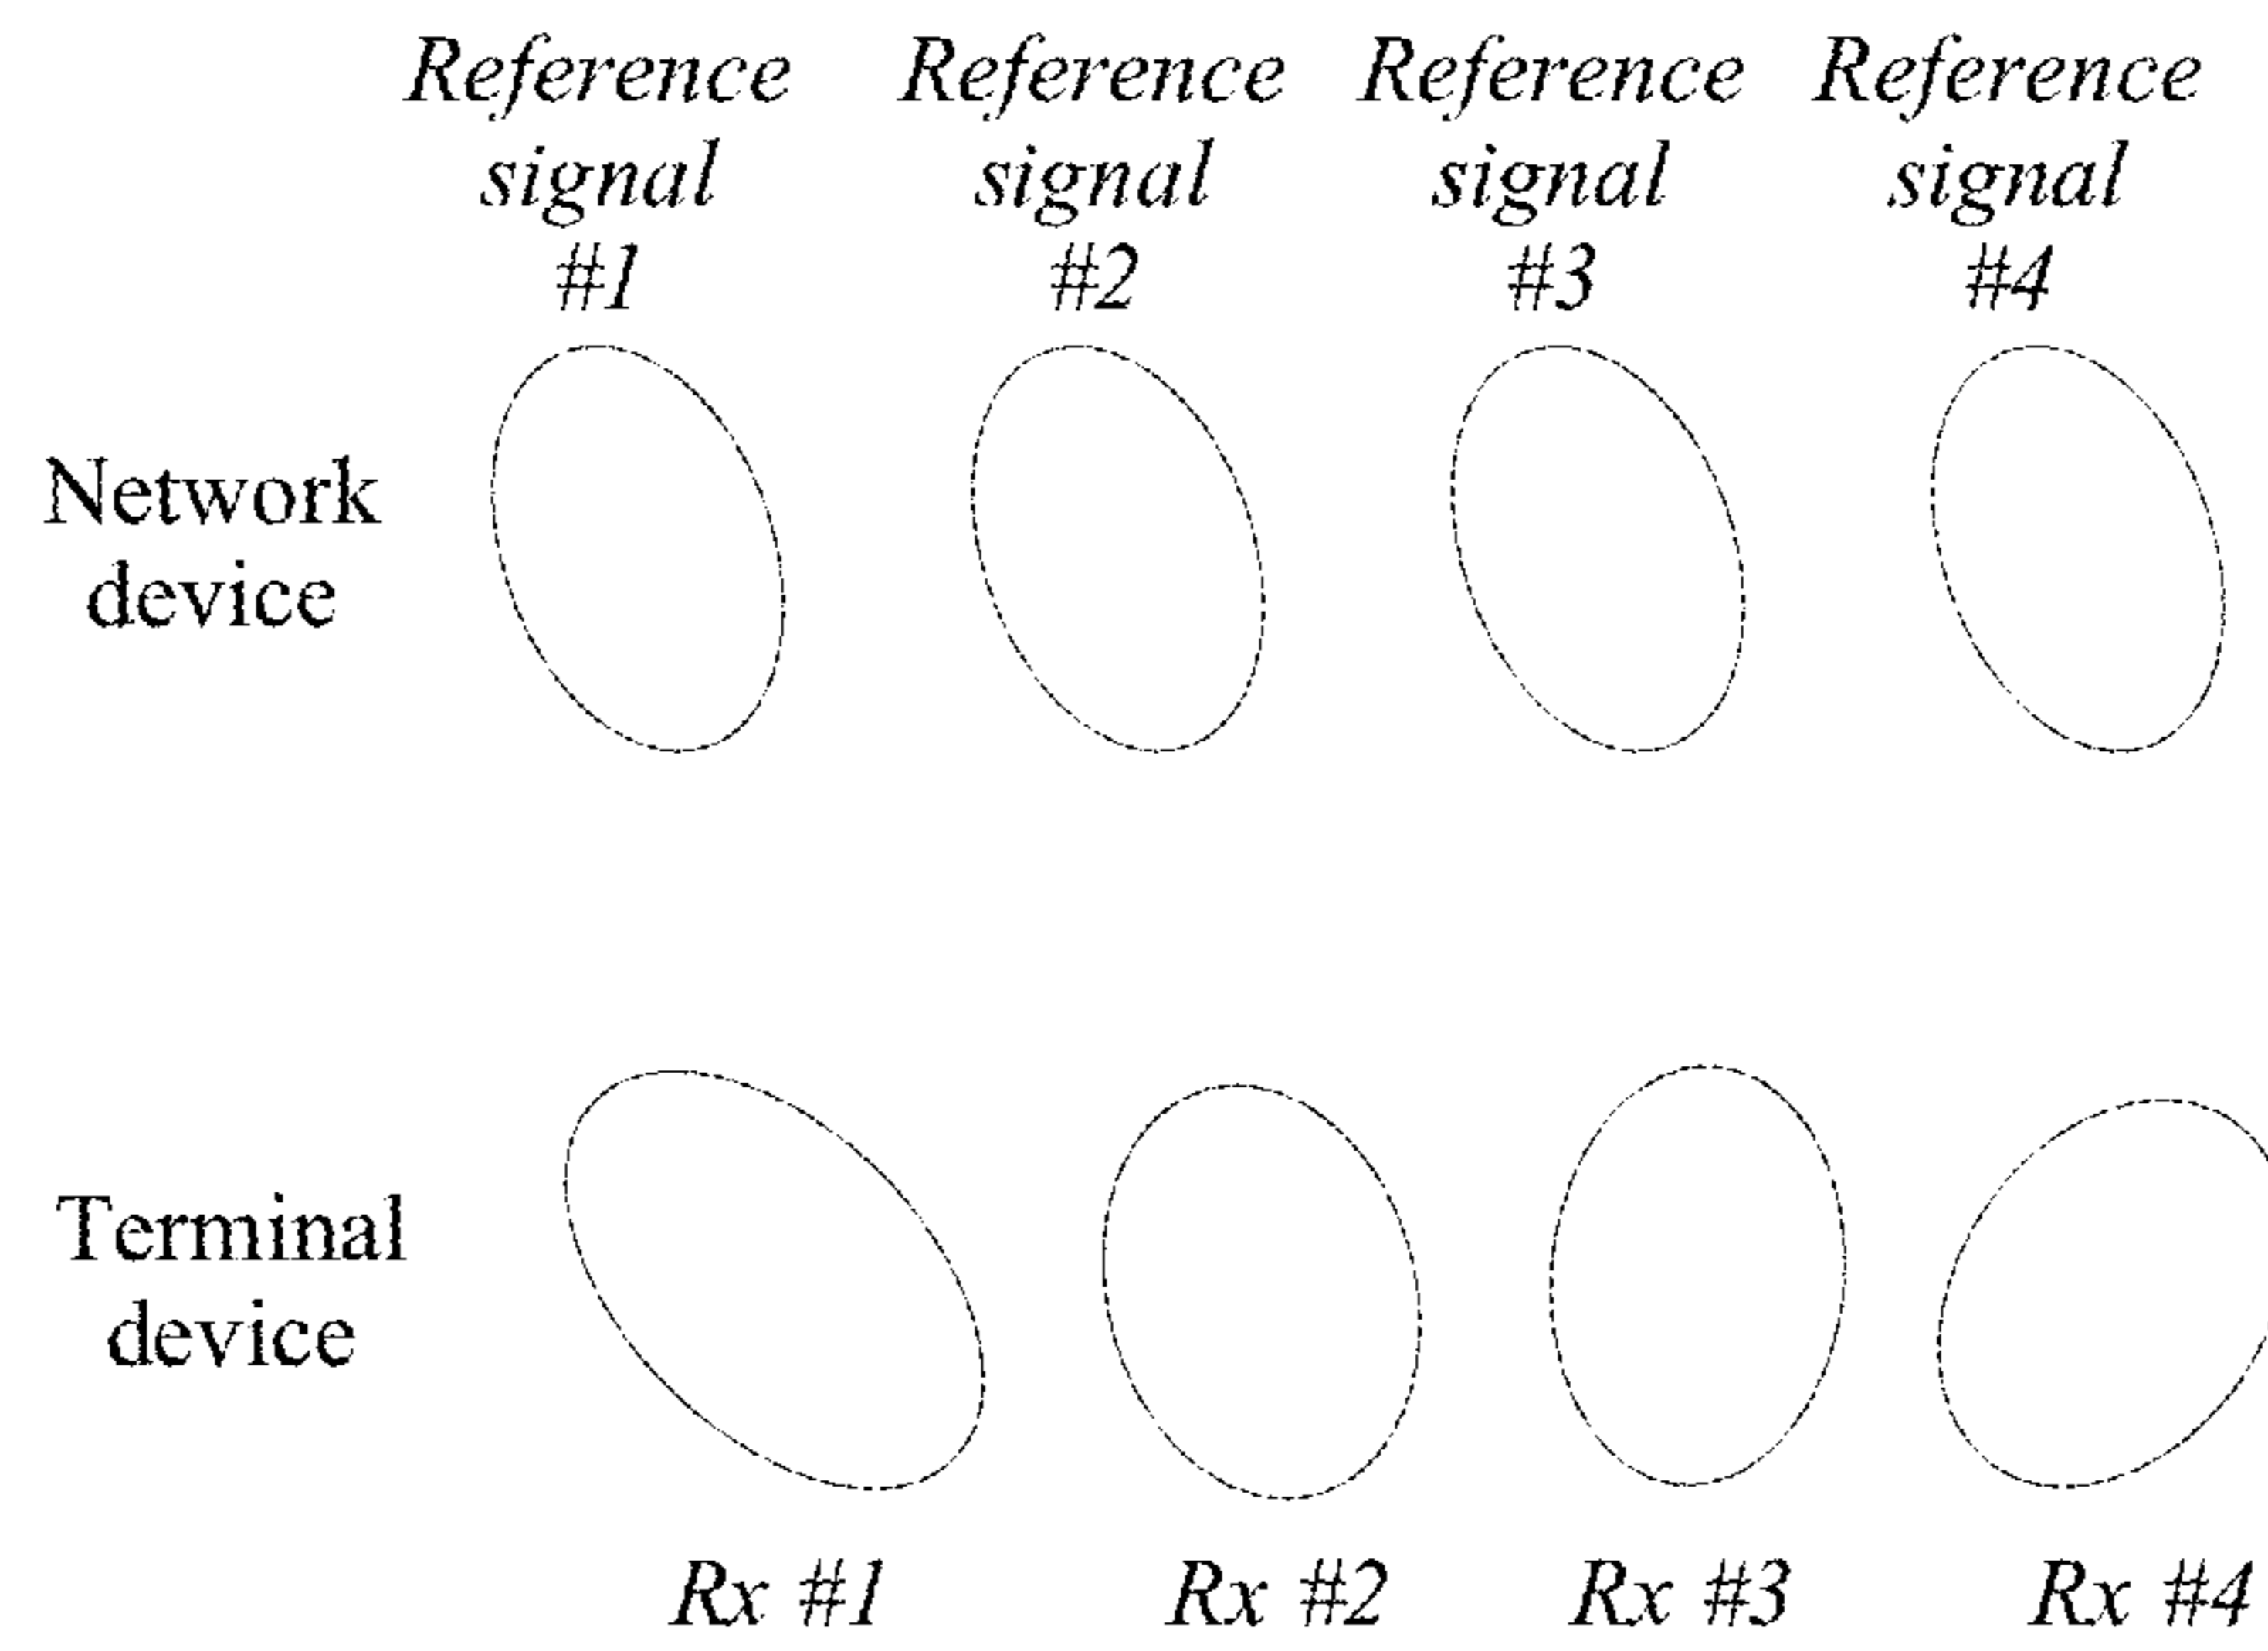 Reference Reference Reference Reference
signal signal signal signal
#1 #2 #3 #4
Network
device
Terminal
device
Rx #1 Rx #2 Rx #3 Rx #4